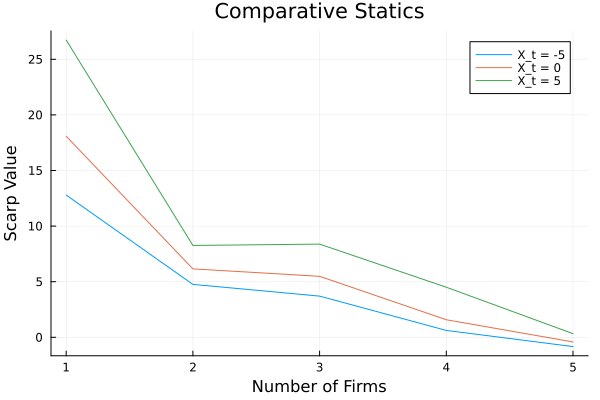 Comparative Statics
X_t = -5
X_t = 0
X_t = 5
Scarp Value
25
20
15
10
5
0
1 2 3 4 5
Number of Firms